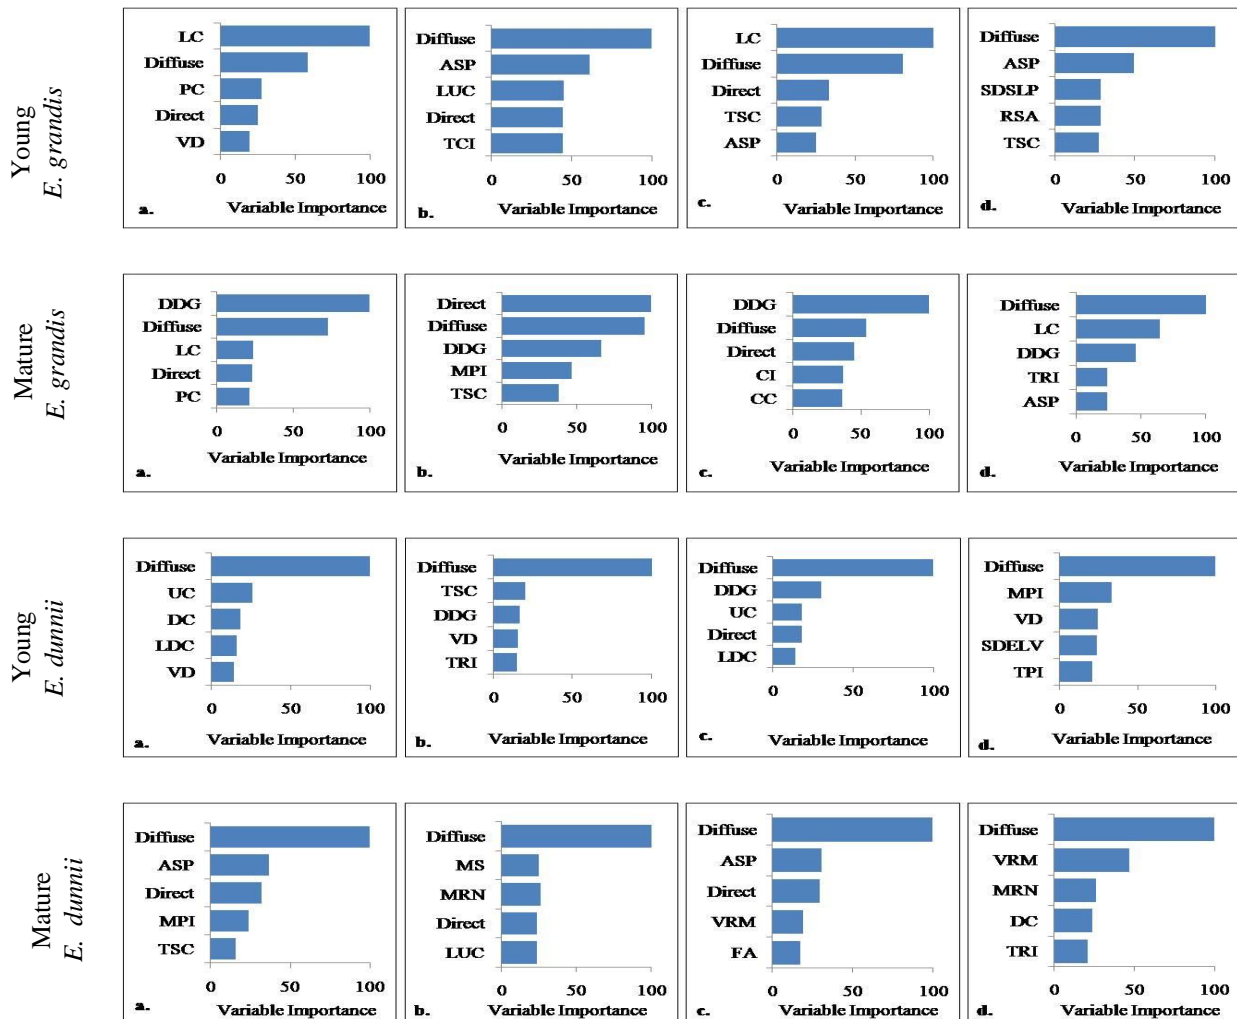 Young
E. grandis
LC
Diffuse
PC
Direct
VD
0 50 100
a. Variable Importance
Diffuse
ASP
LUC
Direct
TCI
0 50 100
b. Variable Importance
LC
Diffuse
Direct
TSC
ASP
0 50 100
c. Variable Importance
Diffuse
ASP
SDSLP
RSA
TSC
0 50 100
d. Variable Importance
Mature
E. grandis
DDG
Diffuse
LC
Direct
PC
0 50 100
Variable Importance
a.
Direct
Diffuse
DDG
MPI
TSC
0 50 100
Variable Importance
b.
DDG
Diffuse
Direct
CI
CC
0 50 100
Variable Importance
c.
Diffuse
LC
DDG
TRI
ASP
0 50 100
Variable Importance
d.
Young
E. dunnii
Diffuse
UC
DC
LDC
VD
0 50 100
a. Variable Importance
Diffuse
TSC
DDG
VD
TRI
0 50 100
b. Variable Importance
Diffuse
DDG
UC
Direct
LDC
0 50 100
c. Variable Importance
Diffuse
MPI
VD
SDELV
TPI
0 50 100
d. Variable Importance
Mature
E. dunnii
Diffuse
ASP
Direct
MPI
TSC
0 50 100
a. Variable Importance
Diffuse
MS
MRN
Direct
LUC
0 50 100
b. Variable Importance
Diffuse
ASP
Direct
VRM
FA
0 50 100
c. Variable Importance
Diffuse
VRM
MRN
DC
TRI
0 50 100
d. Variable Importance